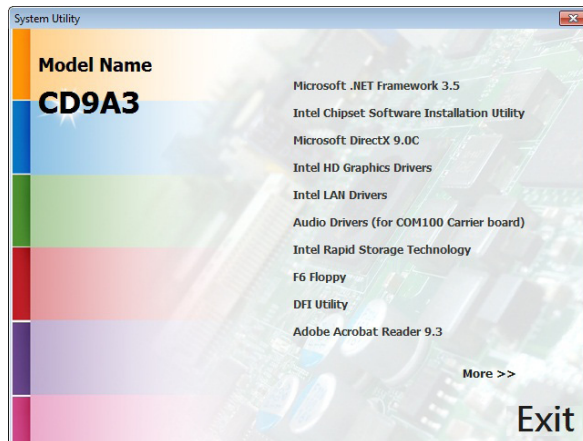 System Utility
Model Name
CD9A3
Microsoft .NET Framework 3.5
Intel Chipset Software Installation Utility
Microsoft DirectX 9.0C
Intel HD Graphics Drivers
Intel LAN Drivers
Audio Drivers (for COM100 Carrier board)
Intel Rapid Storage Technology
F6 Floppy
DFI Utility
Adobe Acrobat Reader 9.3
More >>
Exit